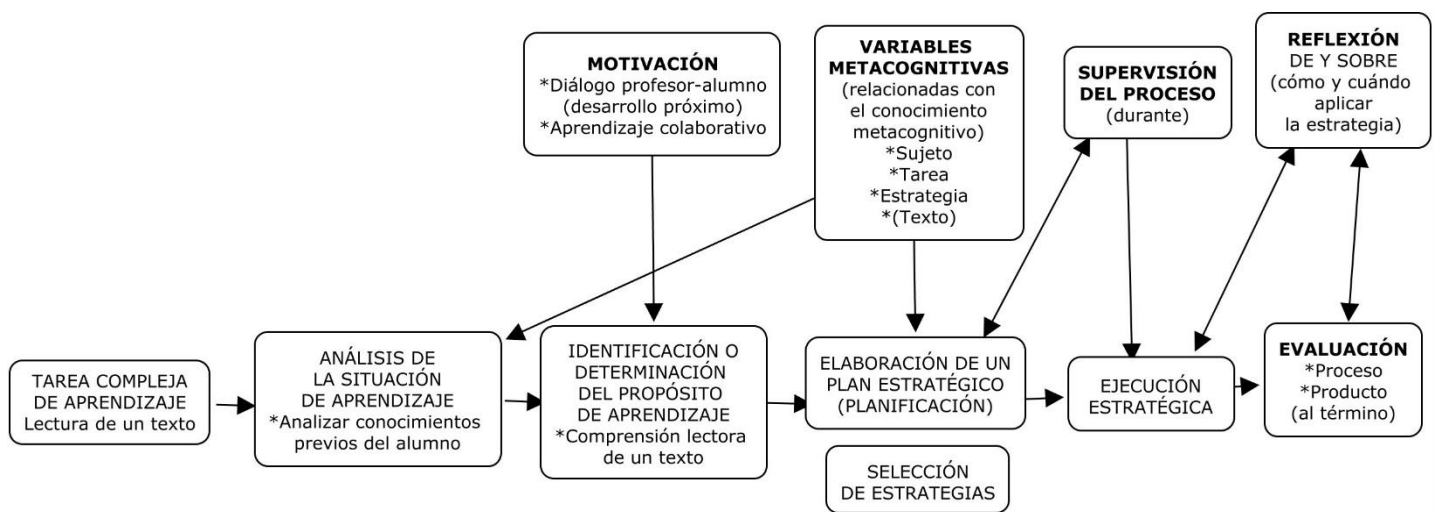 MOTIVACIÓN
*Diálogo profesor-alumno
(desarrollo próximo)
*Aprendizaje colaborativo
VARIABLES
METACOGNITIVAS
(relacionadas con
el conocimiento
metacognitivo)
*Sujeto
*Tarea
*Estrategia
*(Texto)
SUPERVISIÓN
DEL PROCESO
(durante)
REFLEXIÓN
DE Y SOBRE
(cómo y cuándo
aplicar
la estrategia)
TAREA COMPLEJA
DE APRENDIZAJE
Lectura de un texto
ANÁLISIS DE
LA SITUACIÓN
DE APRENDIZAJE
*Analizar conocimientos
previos del alumno
IDENTIFICACIÓN O
DETERMINACIÓN
DEL PROPÓSITO
DE APRENDIZAJE
*Comprensión lectora
de un texto
ELABORACIÓN DE UN
PLAN ESTRATÉGICO
(PLANIFICACIÓN)
SELECCIÓN
DE ESTRATEGIAS
EJECUCIÓN
ESTRATÉGICA
EVALUACIÓN
*Proceso
*Producto
(al término)